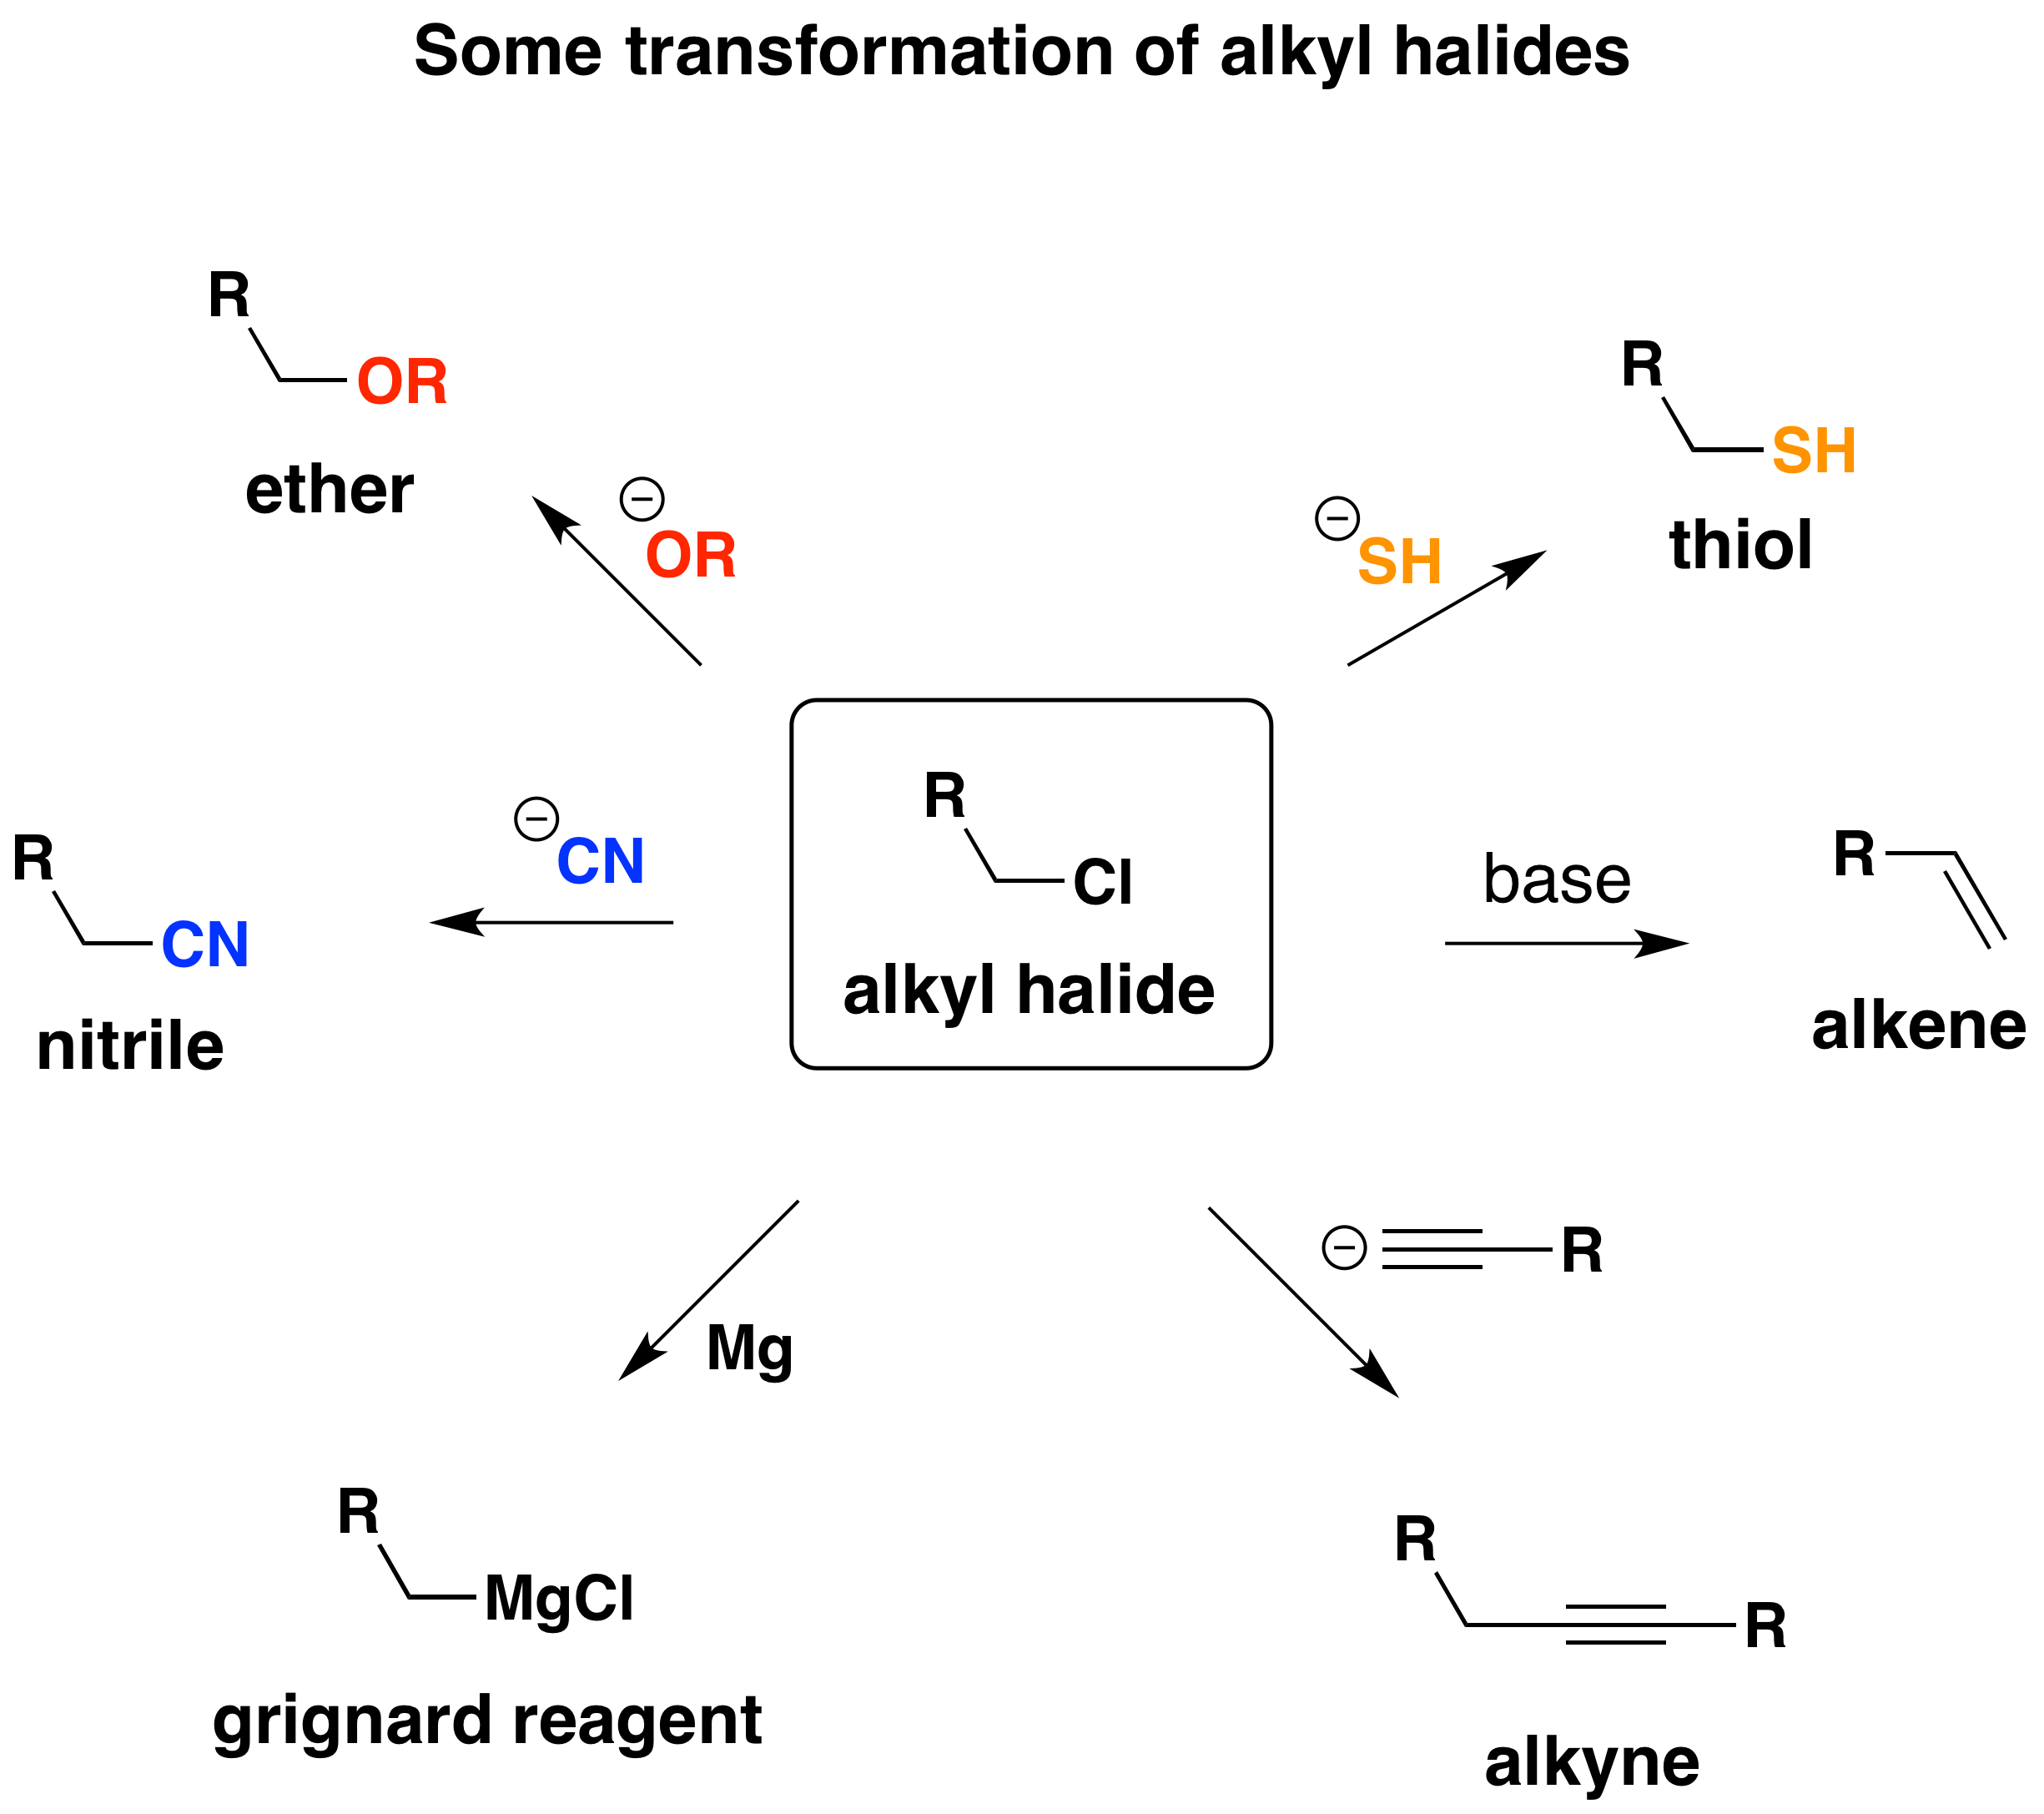 Some transformation of alkyl halides
R
OR
ether
⊖
OR
⊖
SH
R
SH
thiol
R
CN
nitrile
⊖
CN
R
Cl
alkyl halide
base
R
alkene
Mg
R
MgCl
grignard reagent
⊖
R
R
R
alkyne